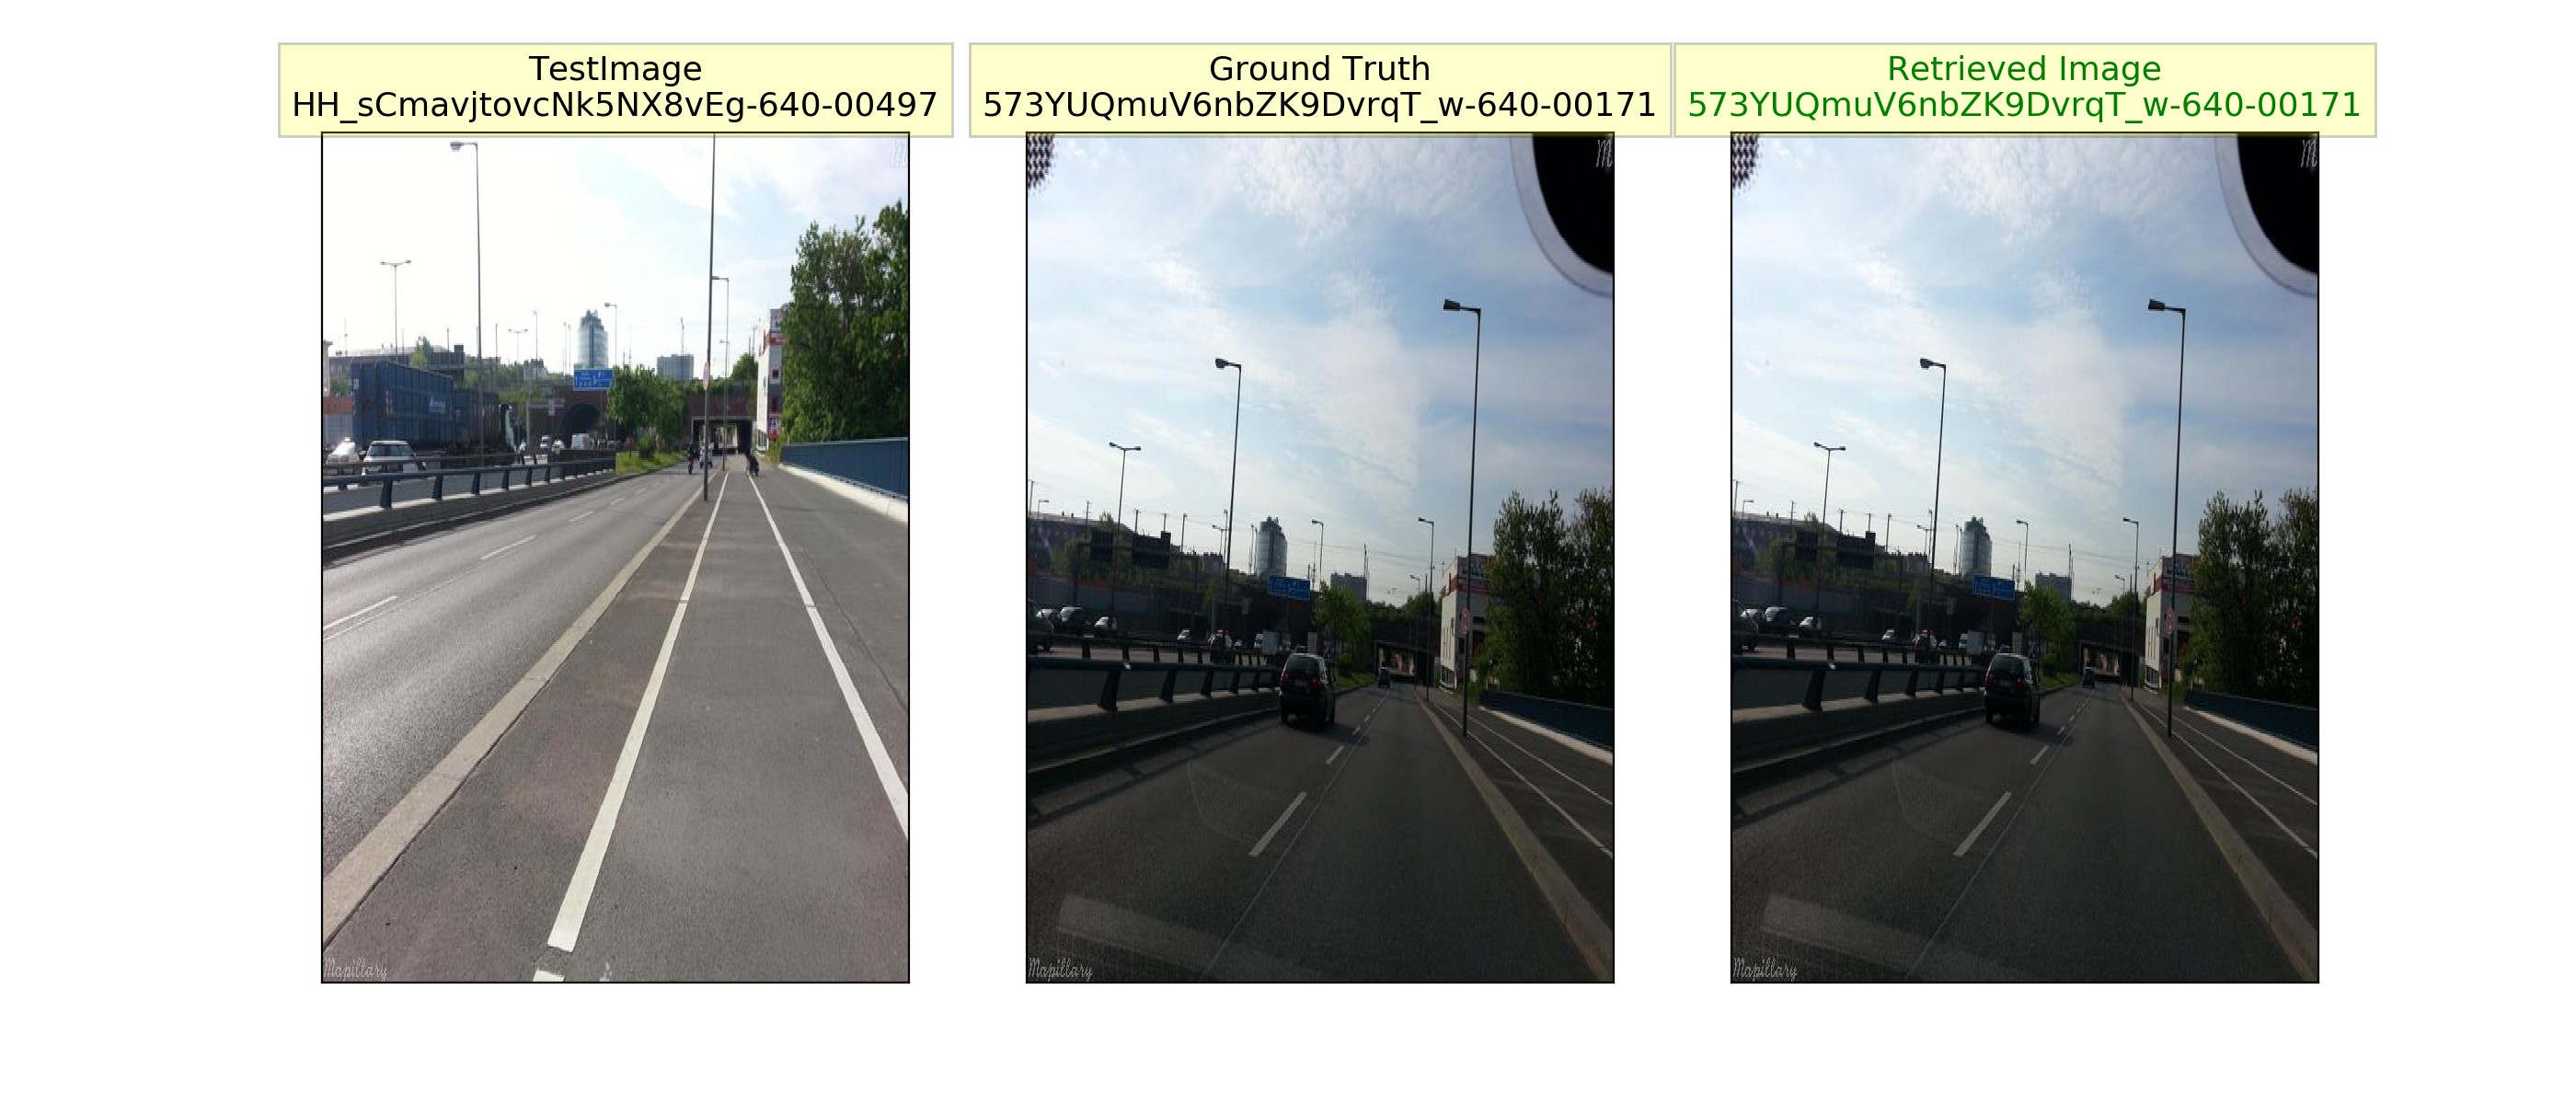 TestImage
HH_sCmavjtovcNk5NX8vEg-640-00497
Ground Truth
573YUQmuV6nbZK9DvrqT_w-640-00171
Retrieved Image
573YUQmuV6nbZK9DvrqT_w-640-00171
Mapillary
Mapillary
Mapillary